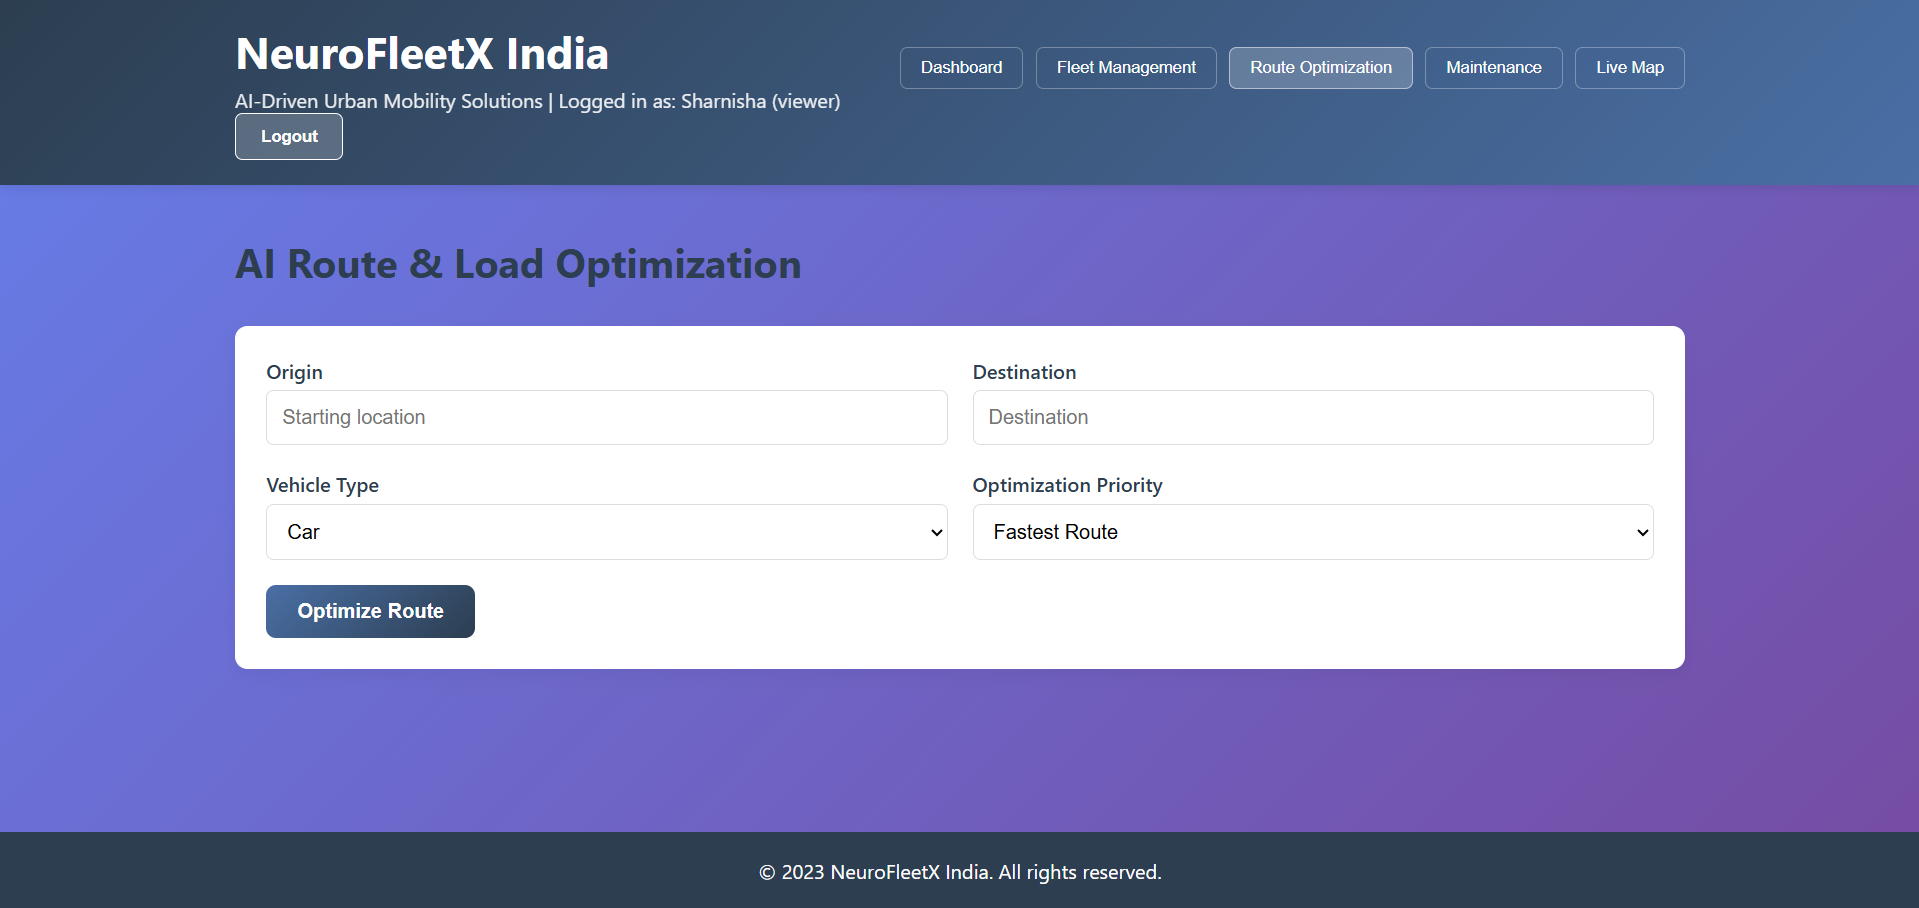 NeuroFleetX India
AI-Driven Urban Mobility Solutions | Logged in as: Sharnisha (viewer)
Logout
Dashboard
Fleet Management
Route Optimization
Maintenance
Live Map
AI Route & Load Optimization
Origin
Starting location
Destination
Destination
Vehicle Type
Car
Optimization Priority
Fastest Route
Optimize Route
© 2023 NeuroFleetX India. All rights reserved.